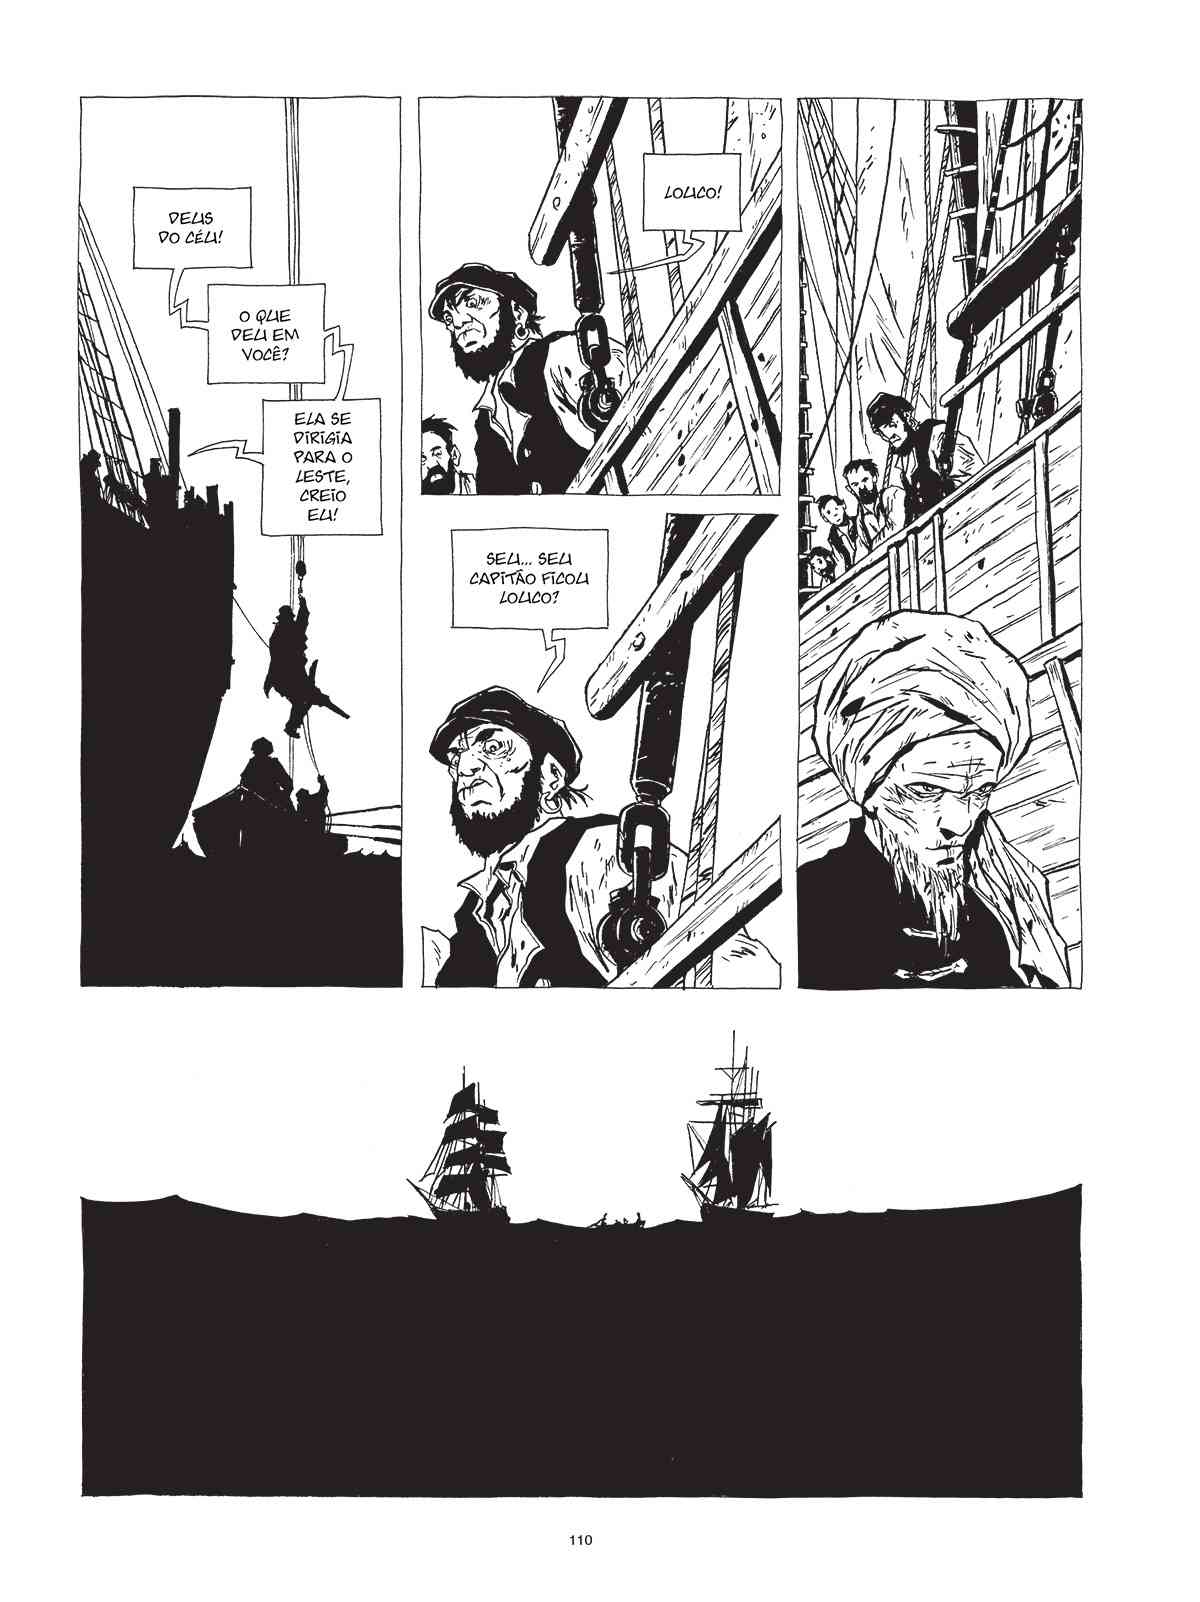 DEUS
DO CÉU!
O QUE
DEU EM
VOCÊ?
ELA SE
DIRIGIA
PARA O
LESTE,
CREIO
EU!
LOUCO!
SEU... SEU
CAPITÃO FICOU
LOUCO?
110